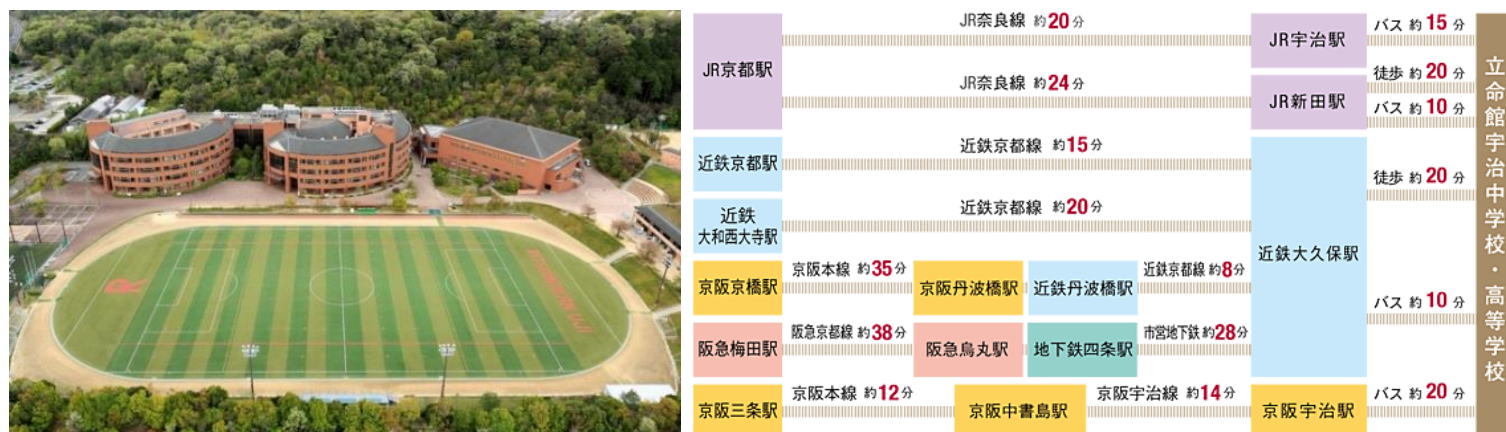 R
RITSUMEIKAN UJI
JR京都駅
JR奈良線 約20分
JR宇治駅
バス 約15分
JR奈良線 約24分
JR新田駅
徒歩 約20分
バス 約10分
近鉄京都駅
近鉄京都線 約15分
近鉄
大和西大寺駅
近鉄京都線 約20分
近鉄大久保駅
徒歩 約20分
バス 約10分
京阪京橋駅
京阪本線 約35分
京阪丹波橋駅
近鉄丹波橋駅
近鉄京都線 約8分
阪急梅田駅
阪急京都線 約38分
阪急烏丸駅
地下鉄四条駅
市営地下鉄 約28分
京阪三条駅
京阪本線 約12分
京阪中書島駅
京阪宇治線 約14分
京阪宇治駅
バス 約20分
立命館宇治中学校・高等学校